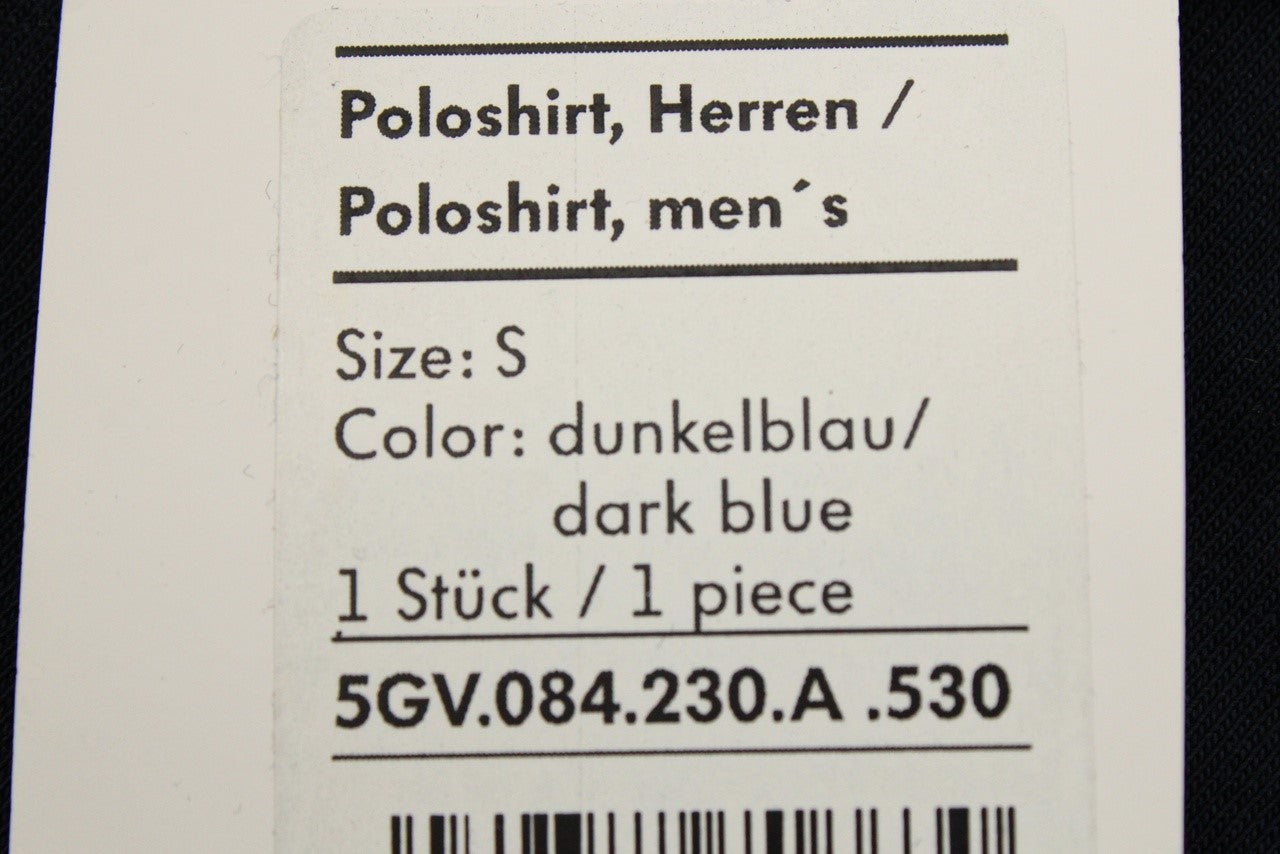 Poloshirt, Herren /
Poloshirt, men´s
Size: S
Color: dunkelblau/
dark blue
1 Stück / 1 piece
5GV.084.230.A .530